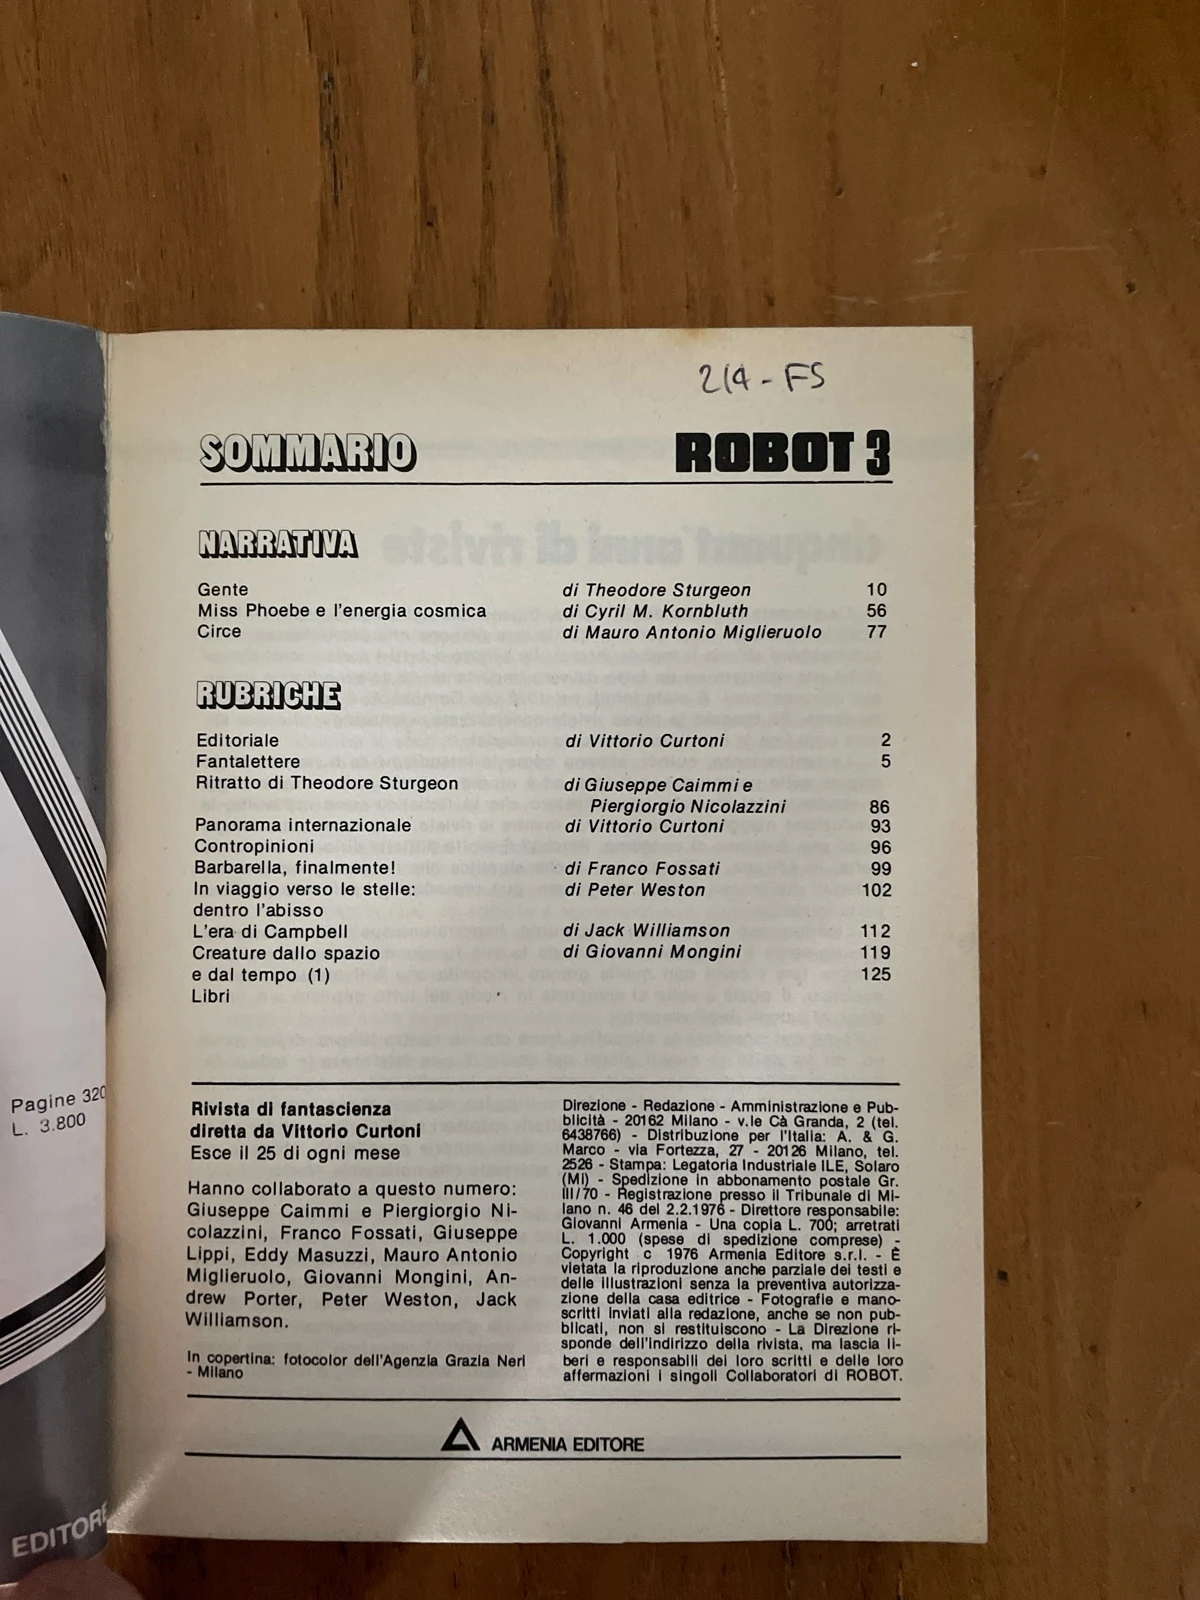 2/4 - FS
SOMMARIO ROBOT 3
NARRATIVA
Gente di Theodore Sturgeon 10
Miss Phoebe e l'energia cosmica di Cyril M. Kornbluth 56
Circe di Mauro Antonio Miglieruolo 77
RUBRICHE
Editoriale di Vittorio Curtoni 2
Fantalettere 5
Ritratto di Theodore Sturgeon di Giuseppe Caimmi e
Piergiorgio Nicolazzini 86
Panorama internazionale di Vittorio Curtoni 93
Contropinioni 96
Barbarella, finalmente! di Franco Fossati 99
In viaggio verso le stelle: di Peter Weston 102
dentro l'abisso
L'era di Campbell di Jack Williamson 112
Creature dallo spazio di Giovanni Mongini 119
e dal tempo (1) 125
Libri
Rivista di fantascienza
diretta da Vittorio Curtoni
Esce il 25 di ogni mese
Hanno collaborato a questo numero:
Giuseppe Caimmi e Piergiorgio Ni-
colazzini, Franco Fossati, Giuseppe
Lippi, Eddy Masuzzi, Mauro Antonio
Miglieruolo, Giovanni Mongini, An-
drew Porter, Peter Weston, Jack
Williamson.
In copertina: fotocolor dell'Agenzia Grazia Neri
- Milano
Direzione - Redazione - Amministrazione e Pub-
blicità - 20162 Milano - v.le Cà Granda, 2 (tel.
6438766) - Distribuzione per l'Italia: A. & G.
Marco - via Fortezza, 27 - 20126 Milano, tel.
2526 - Stampa: Legatoria Industriale ILE, Solaro
(MI) - Spedizione in abbonamento postale Gr.
III/70 - Registrazione presso il Tribunale di Mi-
lano n. 46 del 2.2.1976 - Direttore responsabile:
Giovanni Armenia - Una copia L. 700; arretrati
L. 1.000 (spese di spedizione comprese) -
Copyright c 1976 Armenia Editore s.r.l. - È
vietata la riproduzione anche parziale dei testi e
delle illustrazioni senza la preventiva autorizza-
zione della casa editrice - Fotografie e mano-
scritti inviati alla redazione, anche se non pub-
blicati, non si restituiscono - La Direzione ri-
sponde dell'indirizzo della rivista, ma lascia li-
beri e responsabili dei loro scritti e delle loro
affermazioni i singoli Collaboratori di ROBOT.
ARMENIA EDITORE
Pagine 320
L. 3.800
EDITORE